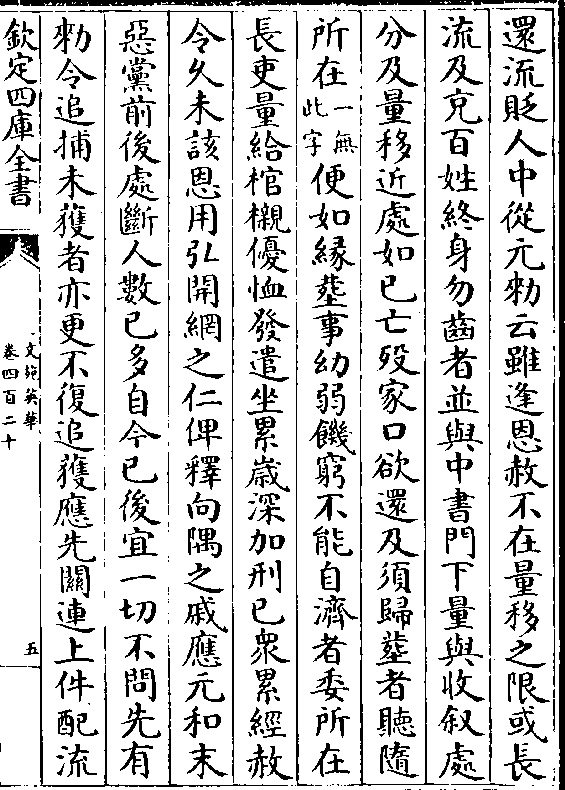 還流貶人中從元勑云雖逢恩赦不在量移之限或長
流及充百姓終身勿齒者並與中書門下量與收叙處
分及量移近處如已亡歿家口欲還及須歸塟者聽隨
所在一無此字便如緣塟事幼弱饑窮不能自濟者委所在
長吏量給棺櫬優恤發遣坐累歲深加刑已衆累經赦
令久未該恩用弘開網之仁俾釋向隅之戚應元和末
惡黨前後處斷人數已多自今已後宜一切不問先有
勑令追捕未獲者亦更不復追獲應先關連上件配流
欽定四庫全書
文苑英華
卷四百二十
五